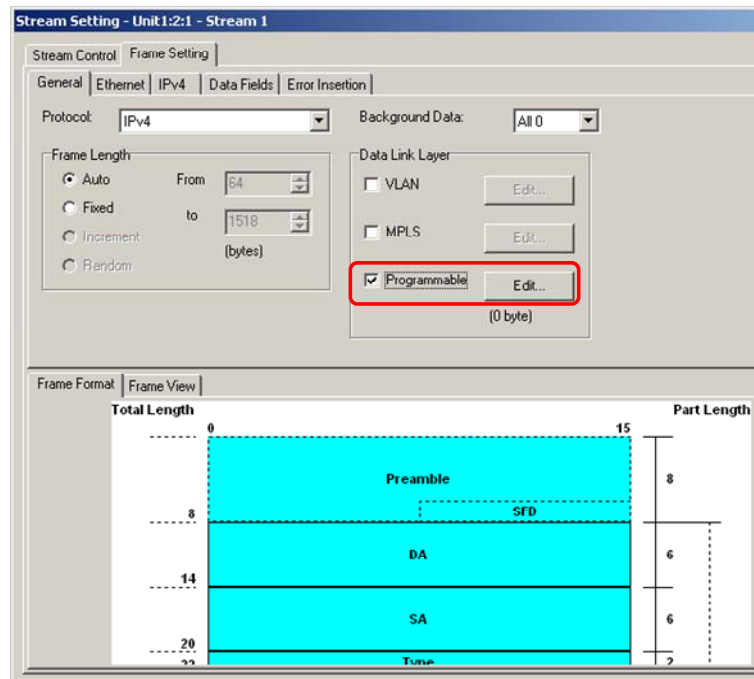 Stream Setting - Unit1:2:1 - Stream 1
Stream Control Frame Setting
General Ethernet IPv4 Data Fields Error Insertion
Protocol: IPv4 Background Data: All 0
Frame Length Data Link Layer
Auto From 64 VLAN Edit...
Fixed to 1518 MPLS Edit...
Increment (bytes)
Random Programmable Edit...
(0 byte)
Frame Format Frame View
Total Length Part Length
0 15
Preamble 8
8 SFD
DA 6
14
SA 6
20
22 Type 2